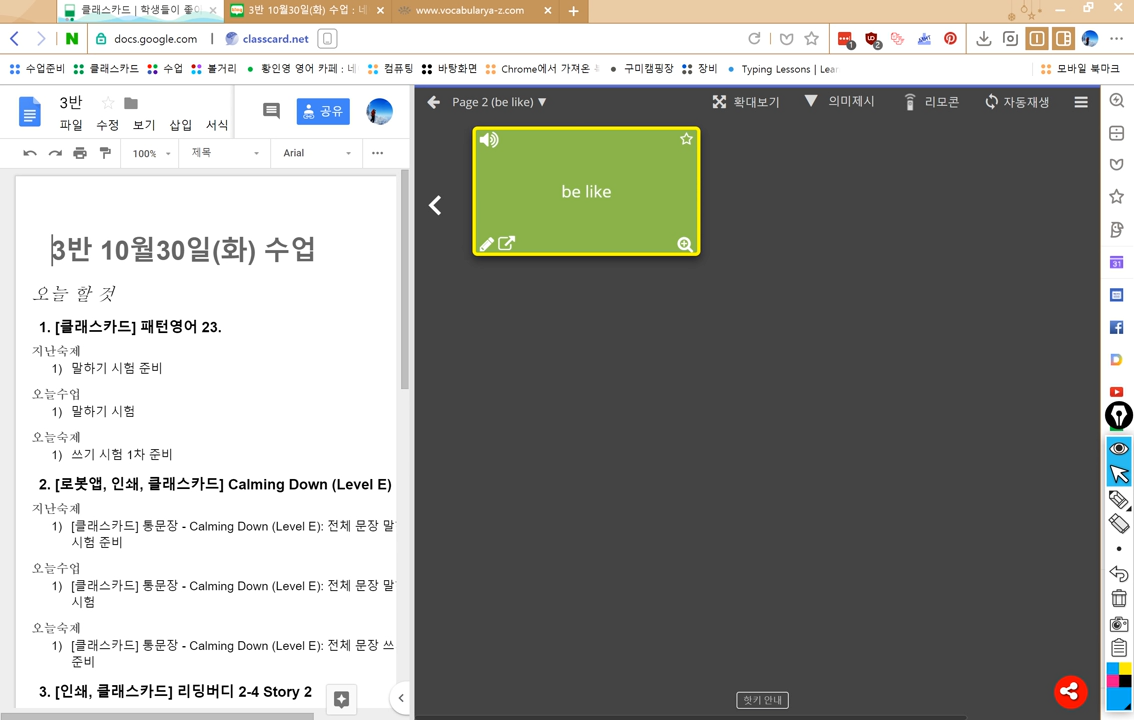 클래스카드 | 학생들이 좋아
3반 10월30일(화) 수업 : 네
www.vocabularya-z.com
docs.google.com
classcard.net
수업준비
클래스카드
수업
볼거리
황인영 영어 카페 : 네
컴퓨팅
바탕화면
Chrome에서 가져온
구미캠핑장
장비
Typing Lessons | Lear
모바일 북마크
3반
파일 수정 보기 삽입 서식
공유
100%
제목
Arial
3반 10월30일(화) 수업
오늘 할 것
1. [클래스카드] 패턴영어 23.
지난숙제
1) 말하기 시험 준비
오늘수업
1) 말하기 시험
오늘숙제
1) 쓰기 시험 1차 준비
2. [로봇앱, 인쇄, 클래스카드] Calming Down (Level E)
지난숙제
1) [클래스카드] 통문장 - Calming Down (Level E): 전체 문장 말
시험 준비
오늘수업
1) [클래스카드] 통문장 - Calming Down (Level E): 전체 문장 말
시험
오늘숙제
1) [클래스카드] 통문장 - Calming Down (Level E): 전체 문장 쓰
준비
3. [인쇄, 클래스카드] 리딩버디 2-4 Story 2
Page 2 (be like) ▼
확대보기
의미제시
리모콘
자동재생
be like
핫키 안내
31